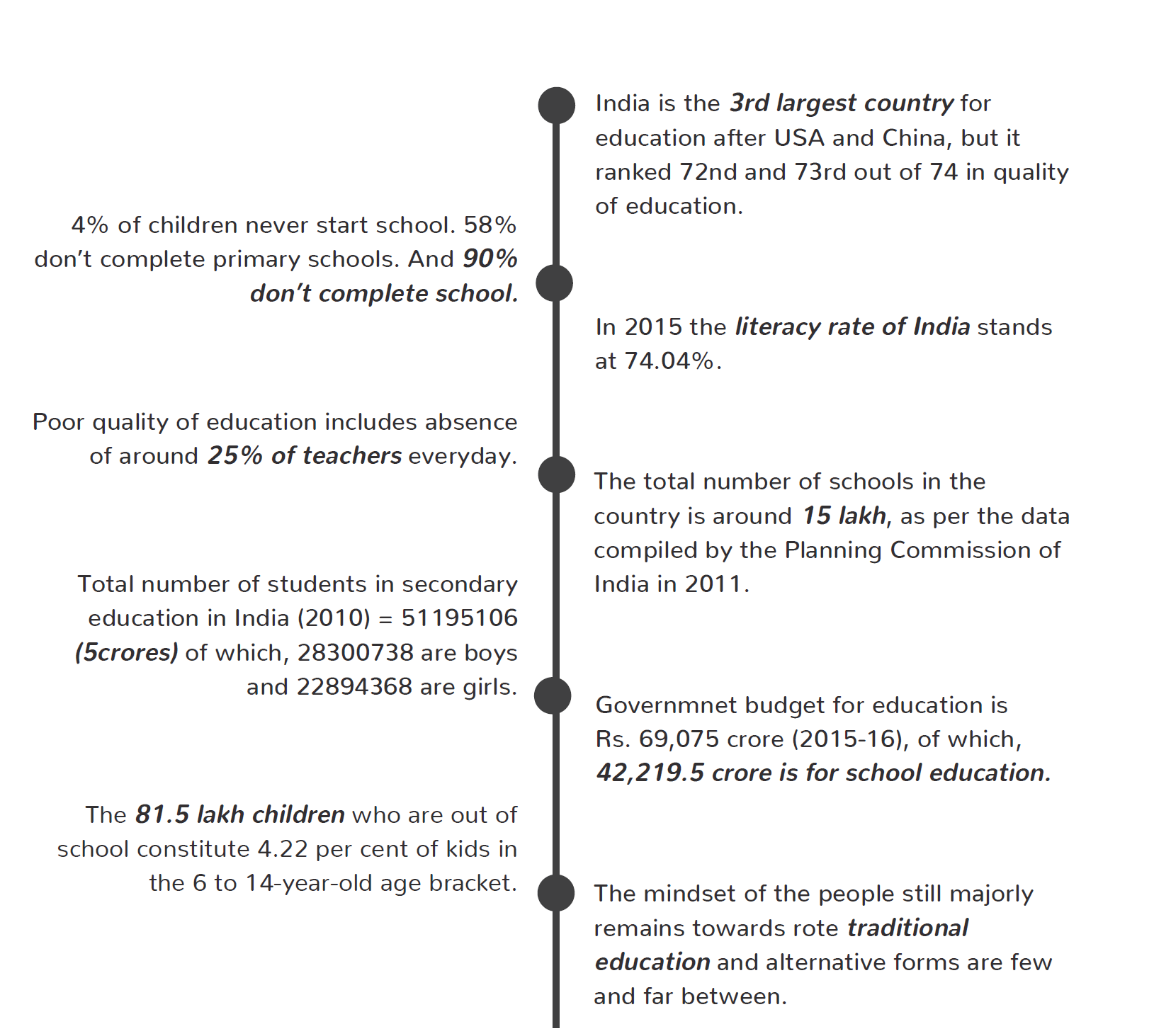 India is the 3rd largest country for
education after USA and China, but it
ranked 72nd and 73rd out of 74 in quality
of education.
4% of children never start school. 58%
don't complete primary schools. And 90%
don't complete school.
In 2015 the literacy rate of India stands
at 74.04%.
Poor quality of education includes absence
of around 25% of teachers everyday.
The total number of schools in the
country is around 15 lakh, as per the data
compiled by the Planning Commission of
India in 2011.
Total number of students in secondary
education in India (2010) = 51195106
(5crores) of which, 28300738 are boys
and 22894368 are girls.
Governmnet budget for education is
Rs. 69,075 crore (2015-16), of which,
42,219.5 crore is for school education.
The 81.5 lakh children who are out of
school constitute 4.22 per cent of kids in
the 6 to 14-year-old age bracket.
The mindset of the people still majorly
remains towards rote traditional
education and alternative forms are few
and far between.